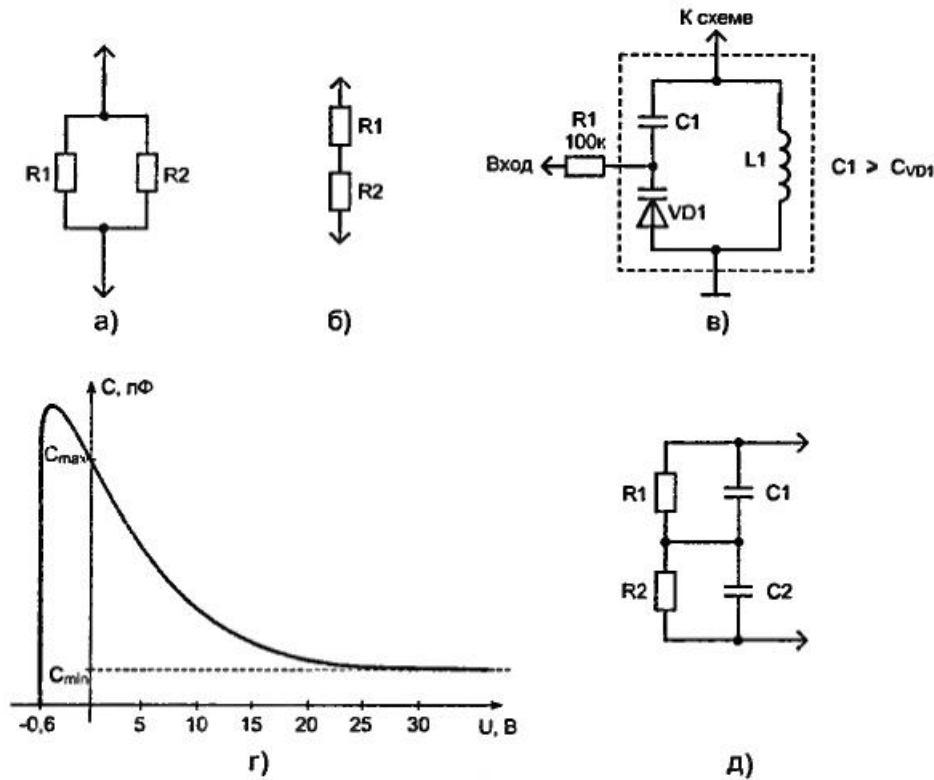 R1
R2
а)
R1
R2
б)
К схеме
C1
R1
100к
Вход
VD1
L1
C1 > CVD1
в)
C, пФ
Cmax
Cmin
-0,6
5
10
15
20
25
30
U, В
г)
R1
C1
R2
C2
д)